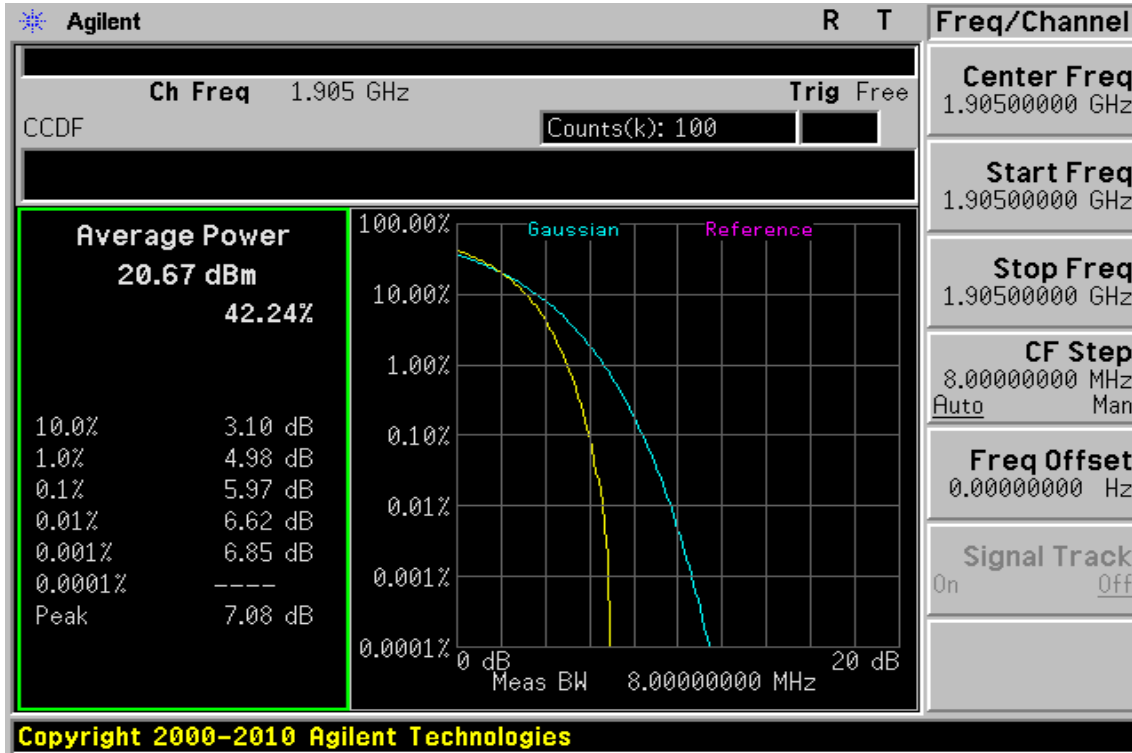 Agilent R T
Ch Freq 1.905 GHz Trig Free
CCDF Counts(k): 100
Average Power
20.67 dBm
42.24%
10.0% 3.10 dB
1.0% 4.98 dB
0.1% 5.97 dB
0.01% 6.62 dB
0.001% 6.85 dB
0.0001% ----
Peak 7.08 dB
Gaussian Reference
100.00%
10.00%
1.00%
0.10%
0.01%
0.001%
0.0001%
0 dB 20 dB
Meas BW 8.00000000 MHz
Freq/Channel
Center Freq
1.90500000 GHz
Start Freq
1.90500000 GHz
Stop Freq
1.90500000 GHz
CF Step
8.00000000 MHz
Auto Man
Freq Offset
0.00000000 Hz
Signal Track
On Off
Copyright 2000-2010 Agilent Technologies